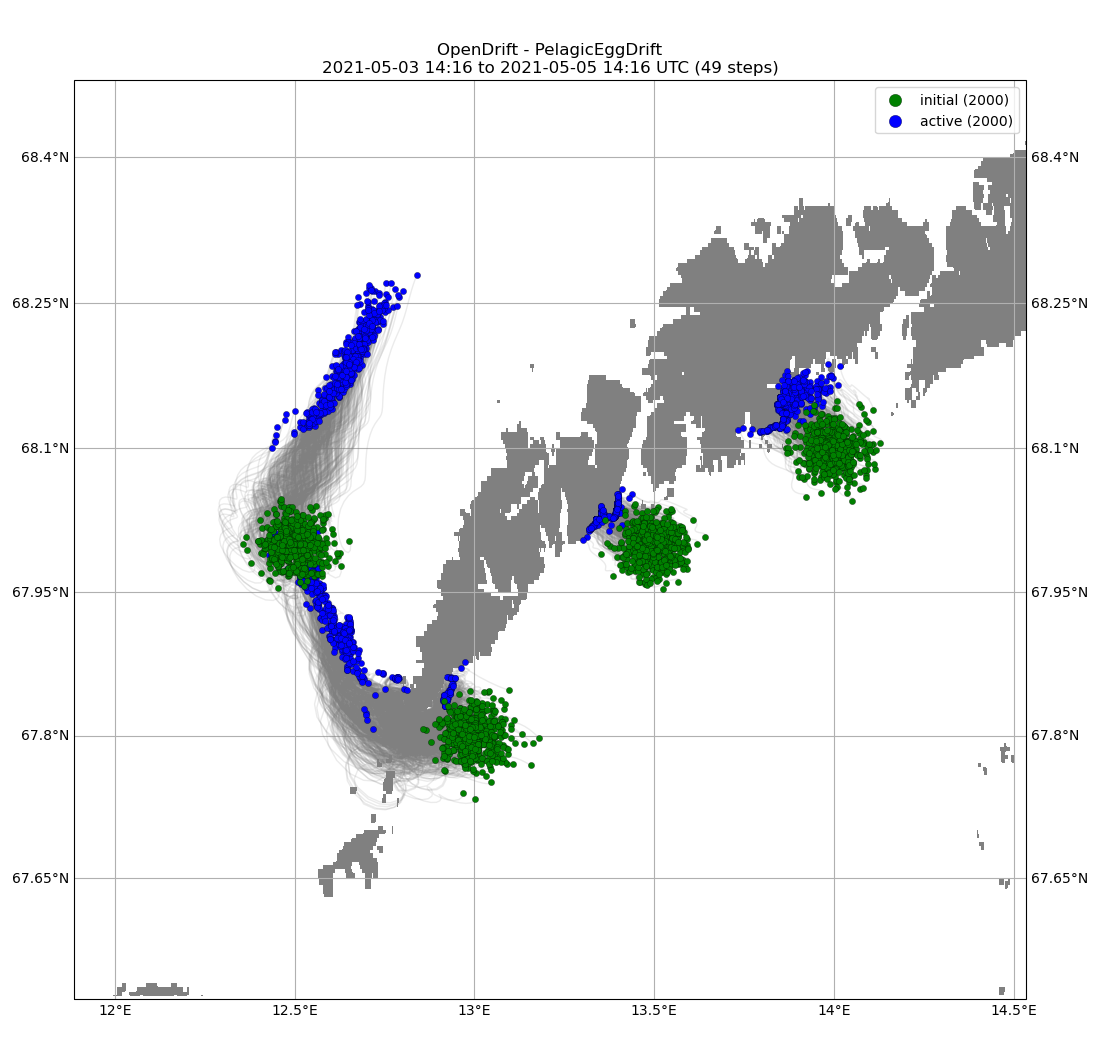 OpenDrift - PelagicEggDrift
2021-05-03 14:16 to 2021-05-05 14:16 UTC (49 steps)
initial (2000)
active (2000)
68.4°N
68.4°N
68.25°N
68.25°N
68.1°N
68.1°N
67.95°N
67.95°N
67.8°N
67.8°N
67.65°N
67.65°N
12°E
12.5°E
13°E
13.5°E
14°E
14.5°E